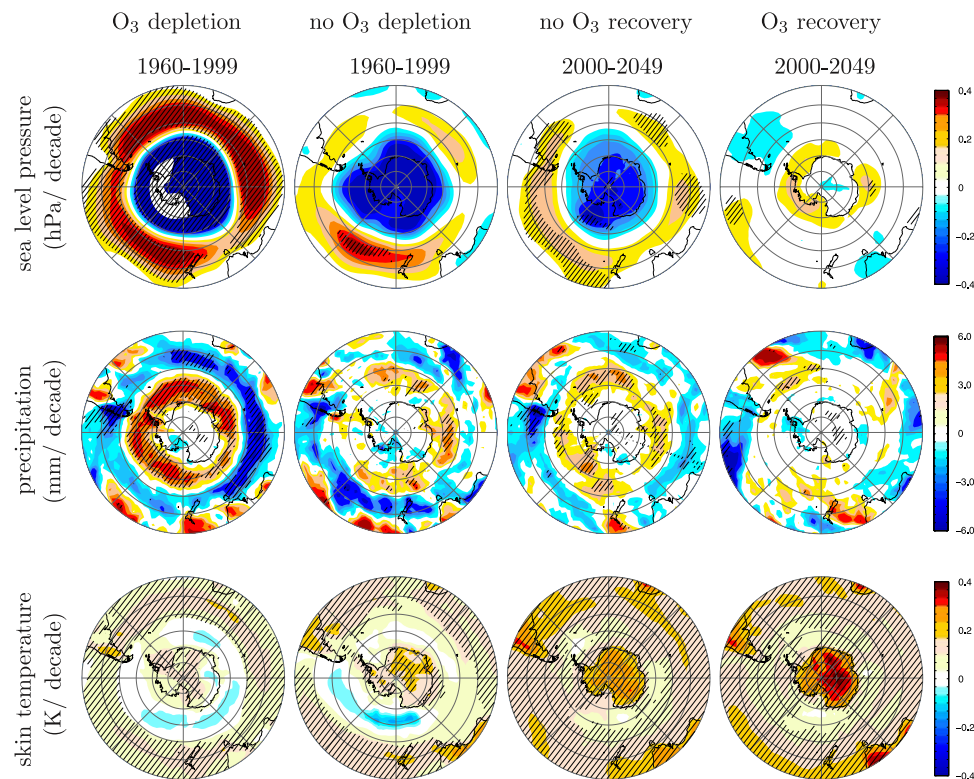 O₃ depletion
no O₃ depletion
no O₃ recovery
O₃ recovery
1960-1999
1960-1999
2000-2049
2000-2049
sea level pressure
(hPa/ decade)
0.4
0.2
0
−0.2
−0.4
precipitation
(mm/ decade)
6.0
3.0
0
−3.0
−6.0
skin temperature
(K/ decade)
0.4
0.2
0
−0.2
−0.4